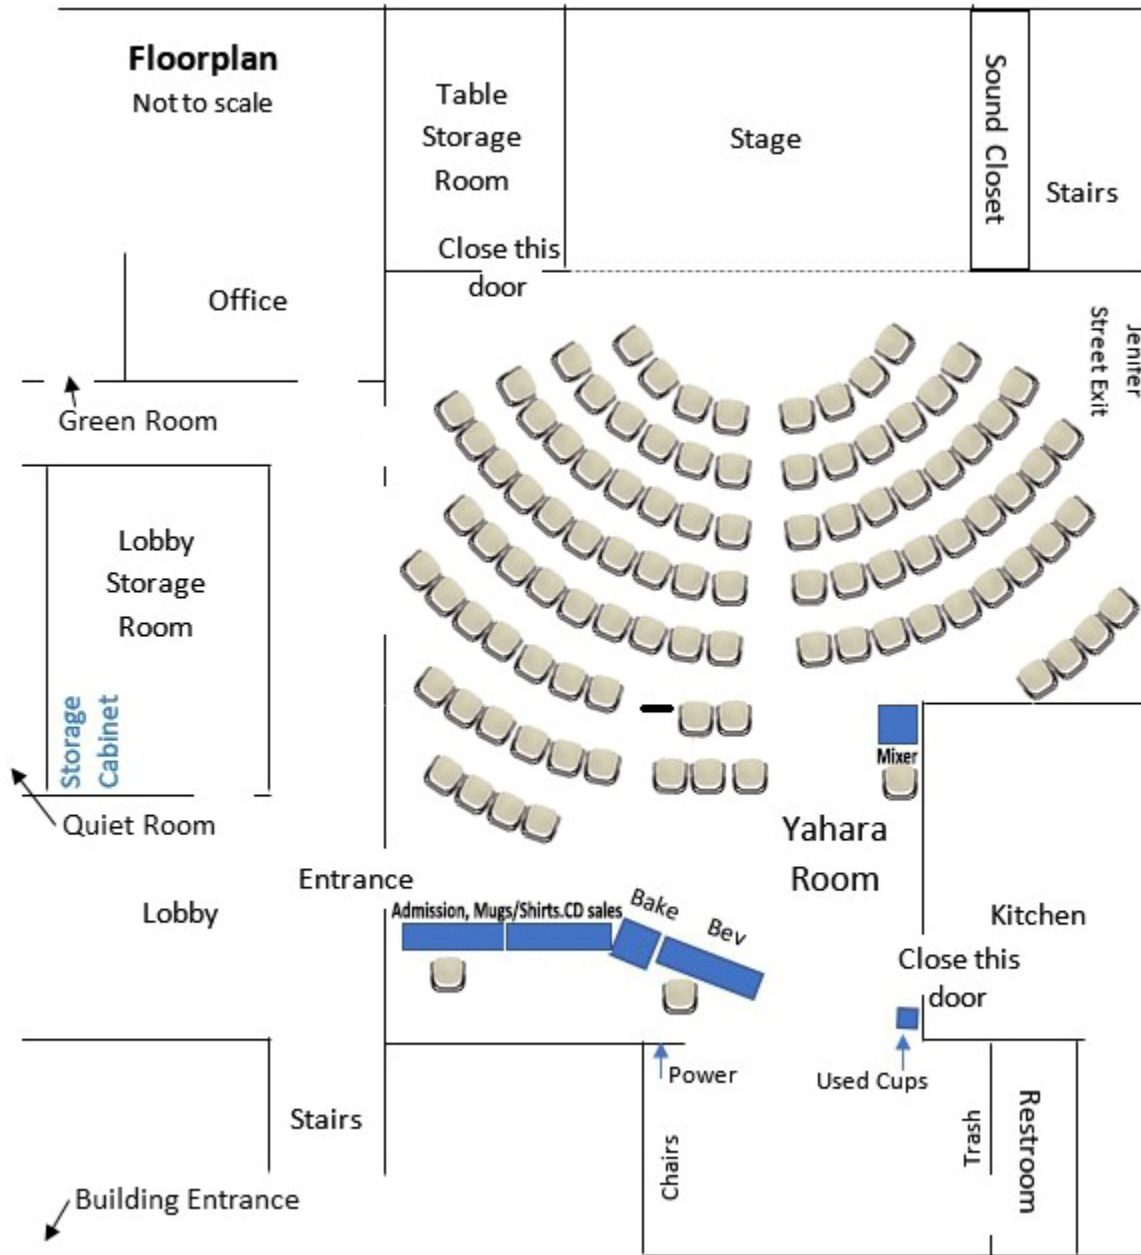 Floorplan
Not to scale
Table
Storage
Room
Stage
Sound Closet
Stairs
Close this
door
Office
Jenifer
Street Exit
Green Room
Lobby
Storage
Room
Storage
Cabinet
Quiet Room
Mixer
Yahara
Room
Entrance
Lobby
Admission, Mugs/Shirts.CD sales
Bake
Bev
Kitchen
Close this
door
Power
Used Cups
Stairs
Chairs
Trash
Restroom
Building Entrance